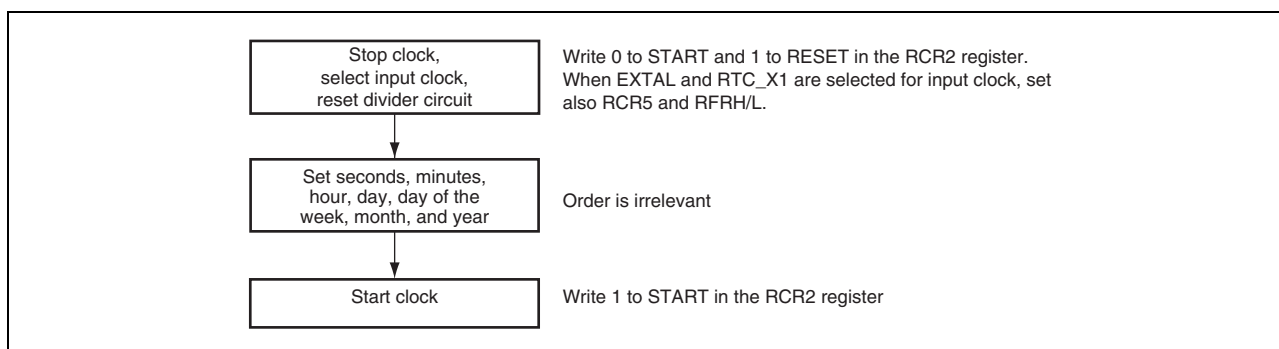 Stop clock,
select input clock,
reset divider circuit
Write 0 to START and 1 to RESET in the RCR2 register.
When EXTAL and RTC_X1 are selected for input clock, set
also RCR5 and RFRH/L.
Set seconds, minutes,
hour, day, day of the
week, month, and year
Order is irrelevant
Start clock
Write 1 to START in the RCR2 register